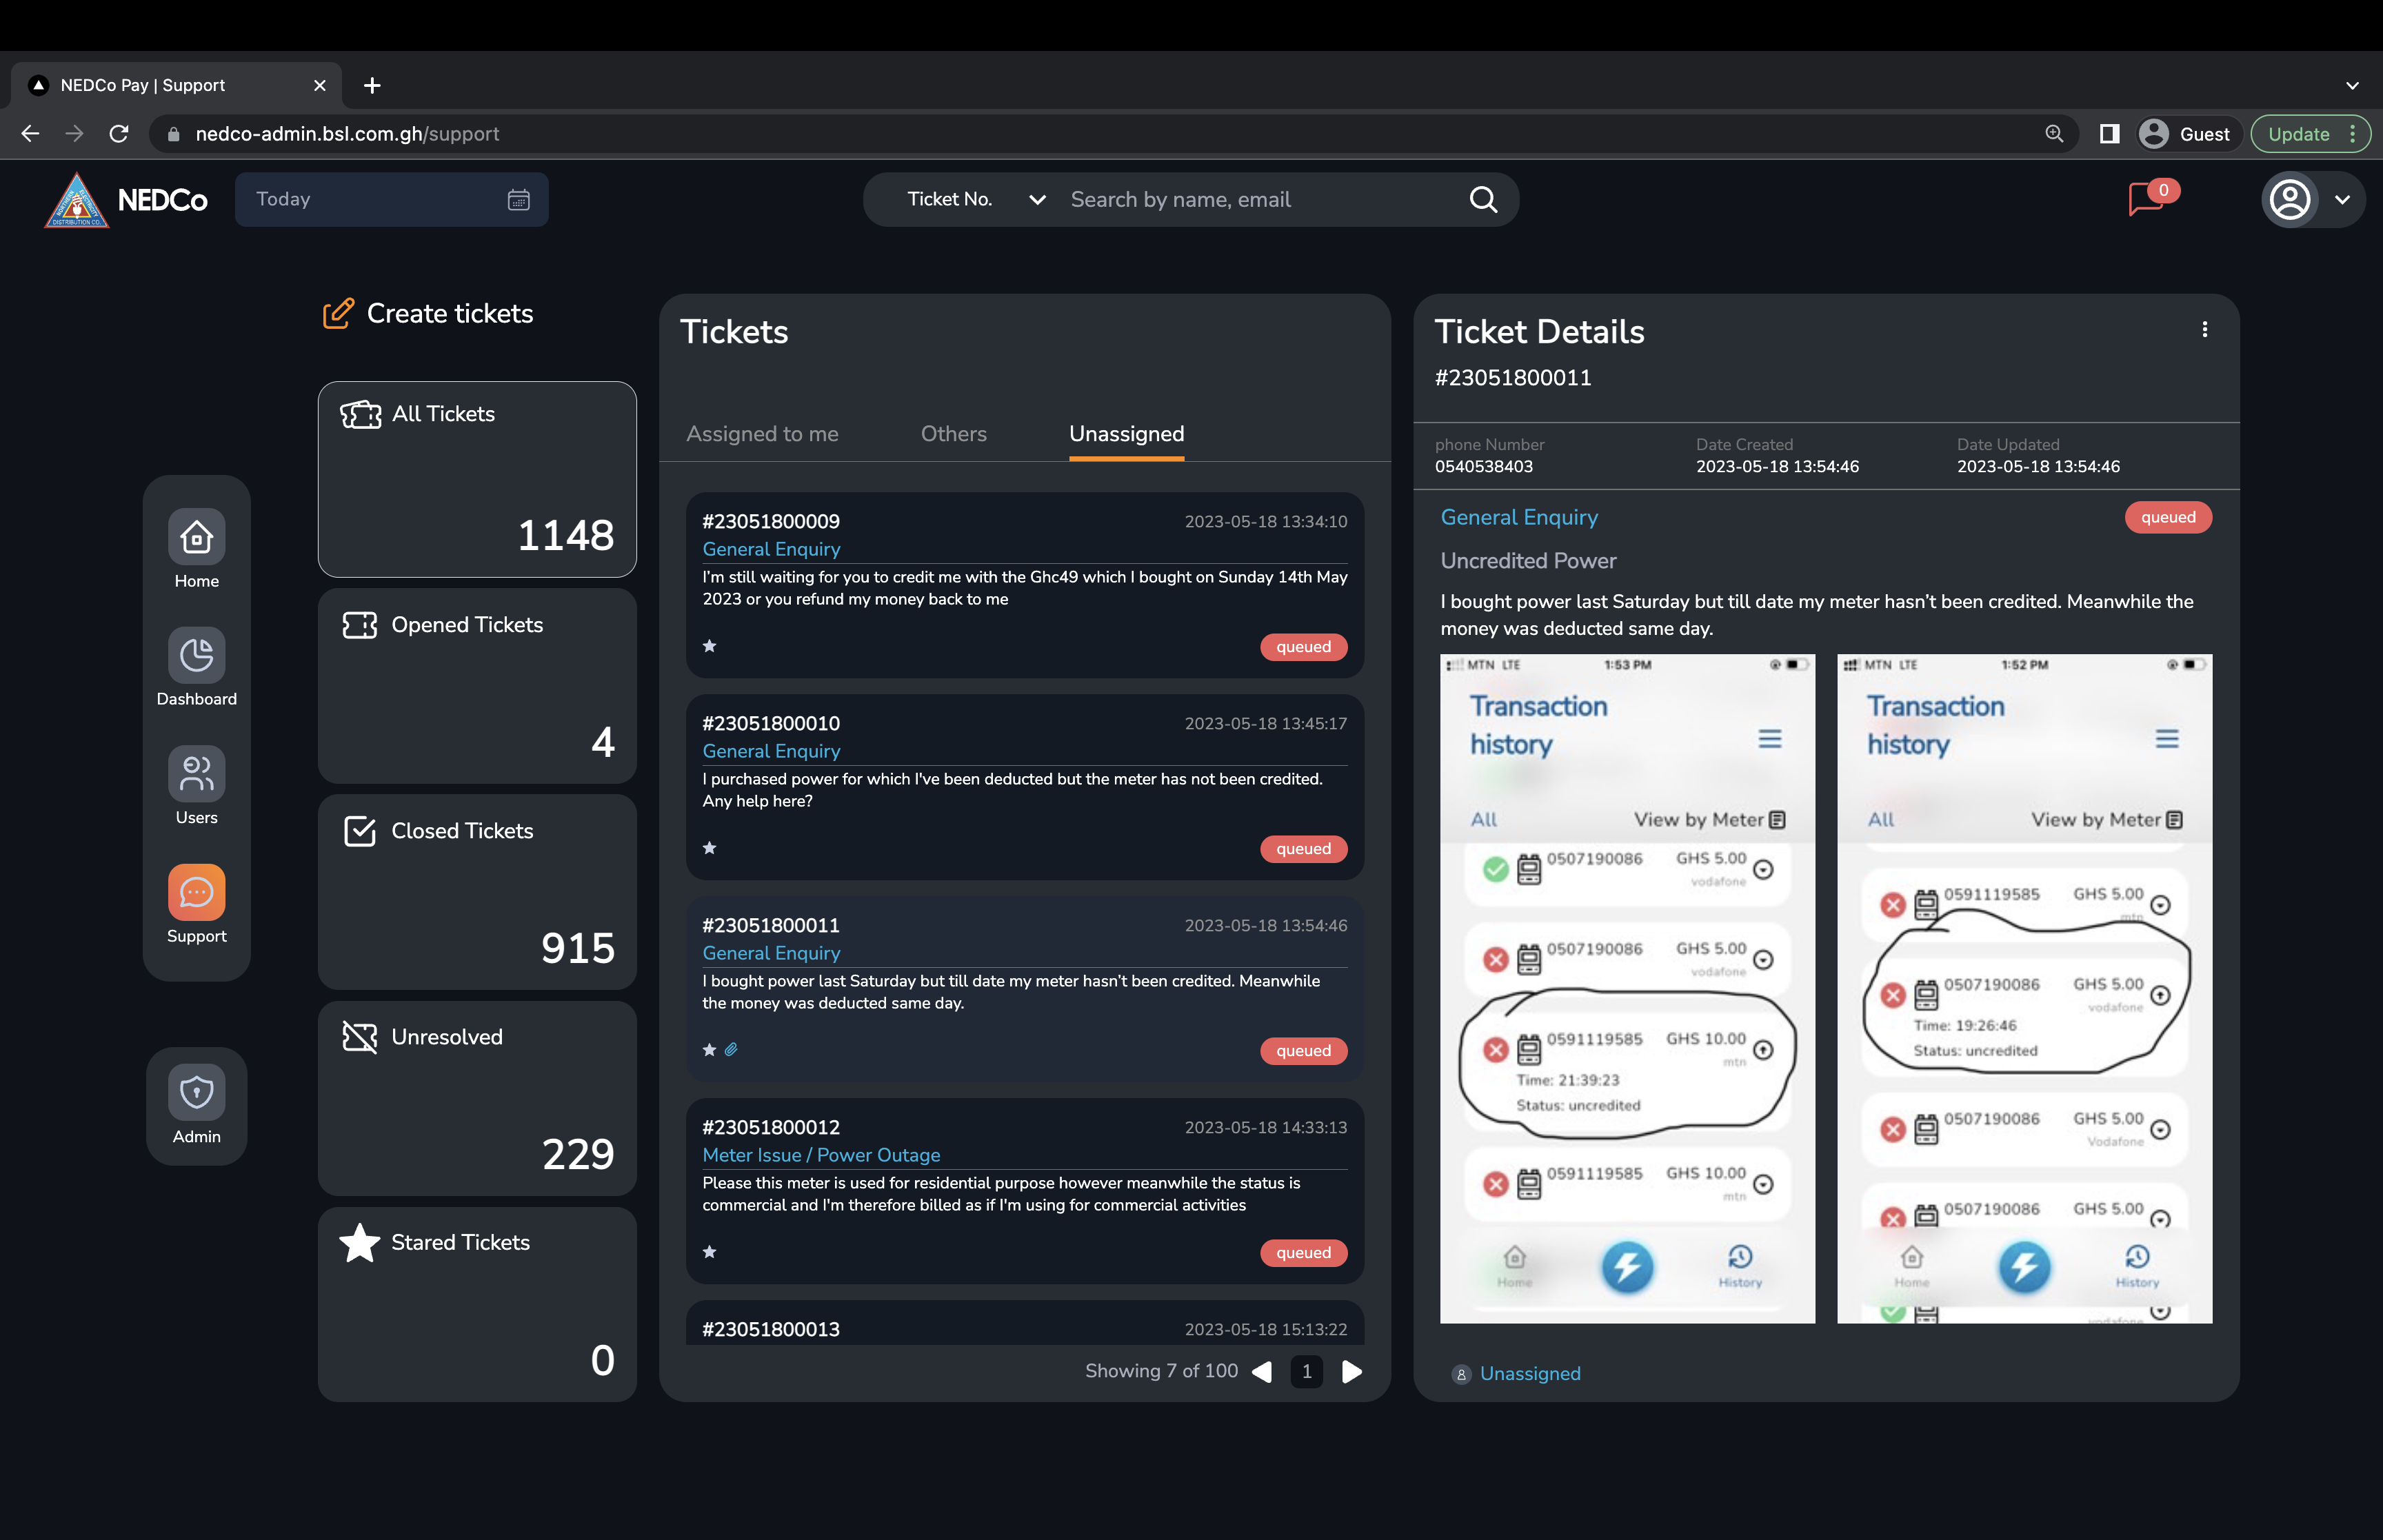 NEDCo Pay | Support
nedco-admin.bsl.com.gh/support
Guest
Update
NEDCo
Today
Ticket No.
Search by name, email
0
Create tickets
All Tickets
1148
Opened Tickets
4
Closed Tickets
915
Unresolved
229
Stared Tickets
0
Home
Dashboard
Users
Support
Admin
Tickets
Assigned to me Others Unassigned
#23051800009 2023-05-18 13:34:10
General Enquiry
I'm still waiting for you to credit me with the Ghc49 which I bought on Sunday 14th May
2023 or you refund my money back to me
queued
#23051800010 2023-05-18 13:45:17
General Enquiry
I purchased power for which I've been deducted but the meter has not been credited.
Any help here?
queued
#23051800011 2023-05-18 13:54:46
General Enquiry
I bought power last Saturday but till date my meter hasn't been credited. Meanwhile
the money was deducted same day.
queued
#23051800012 2023-05-18 14:33:13
Meter Issue / Power Outage
Please this meter is used for residential purpose however meanwhile the status is
commercial and I'm therefore billed as if I'm using for commercial activities
queued
#23051800013 2023-05-18 15:13:22
Showing 7 of 100 1
Ticket Details
#23051800011
phone Number Date Created Date Updated
0540538403 2023-05-18 13:54:46 2023-05-18 13:54:46
General Enquiry queued
Uncredited Power
I bought power last Saturday but till date my meter hasn't been credited. Meanwhile the
money was deducted same day.
MTN LTE 1:53 PM
Transaction
history
All View by Meter
0507190086 GHS 5.00
vodafone
0507190086 GHS 5.00
vodafone
0591119585 GHS 10.00
mtn
Time: 21:39:23
Status: uncredited
0591119585 GHS 10.00
mtn
Home History
MTN LTE 1:52 PM
Transaction
history
All View by Meter
0591119585 GHS 5.00
mtn
0507190086 GHS 5.00
vodafone
Time: 19:26:46
Status: uncredited
0507190086 GHS 5.00
Vodafone
0507190086 GHS 5.00
Home History
vodafone
Unassigned